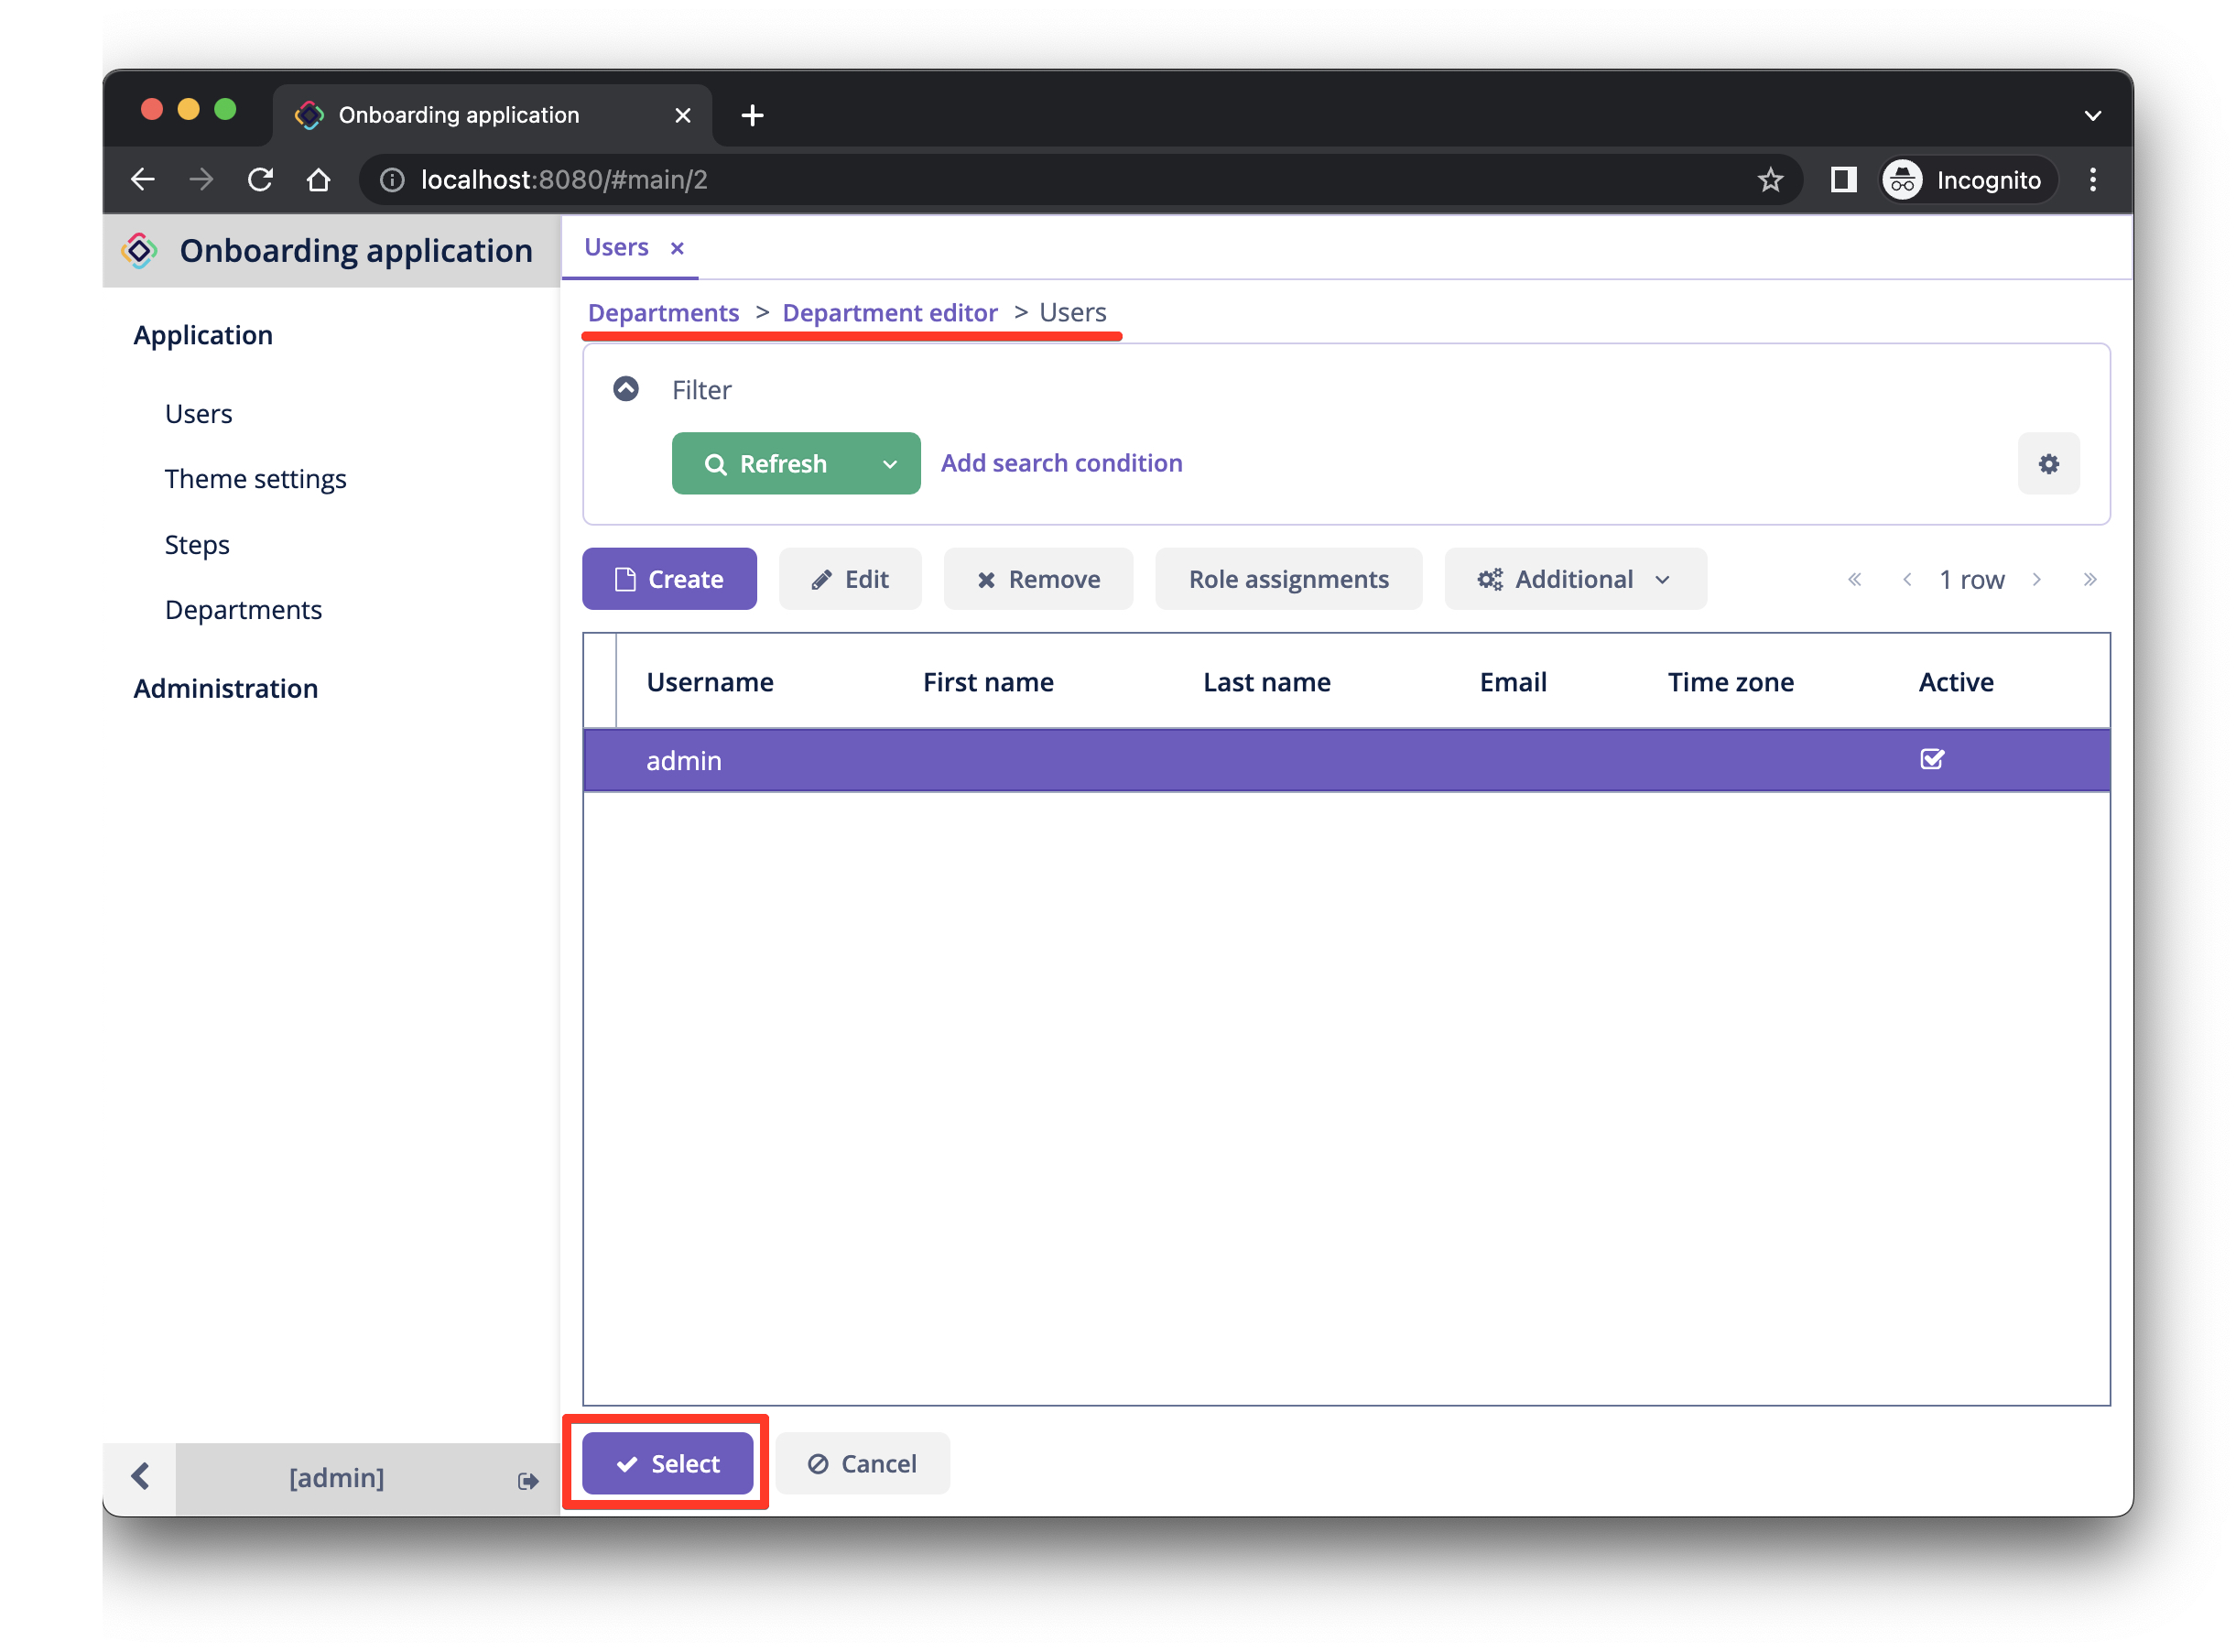 Onboarding application
localhost:8080/#main/2
Incognito
Onboarding application
Application
Users
Theme settings
Steps
Departments
Administration
[admin]
Users
Departments > Department editor > Users
Filter
Refresh Add search condition
Create Edit Remove Role assignments Additional 1 row
Username First name Last name Email Time zone Active
admin
Select Cancel